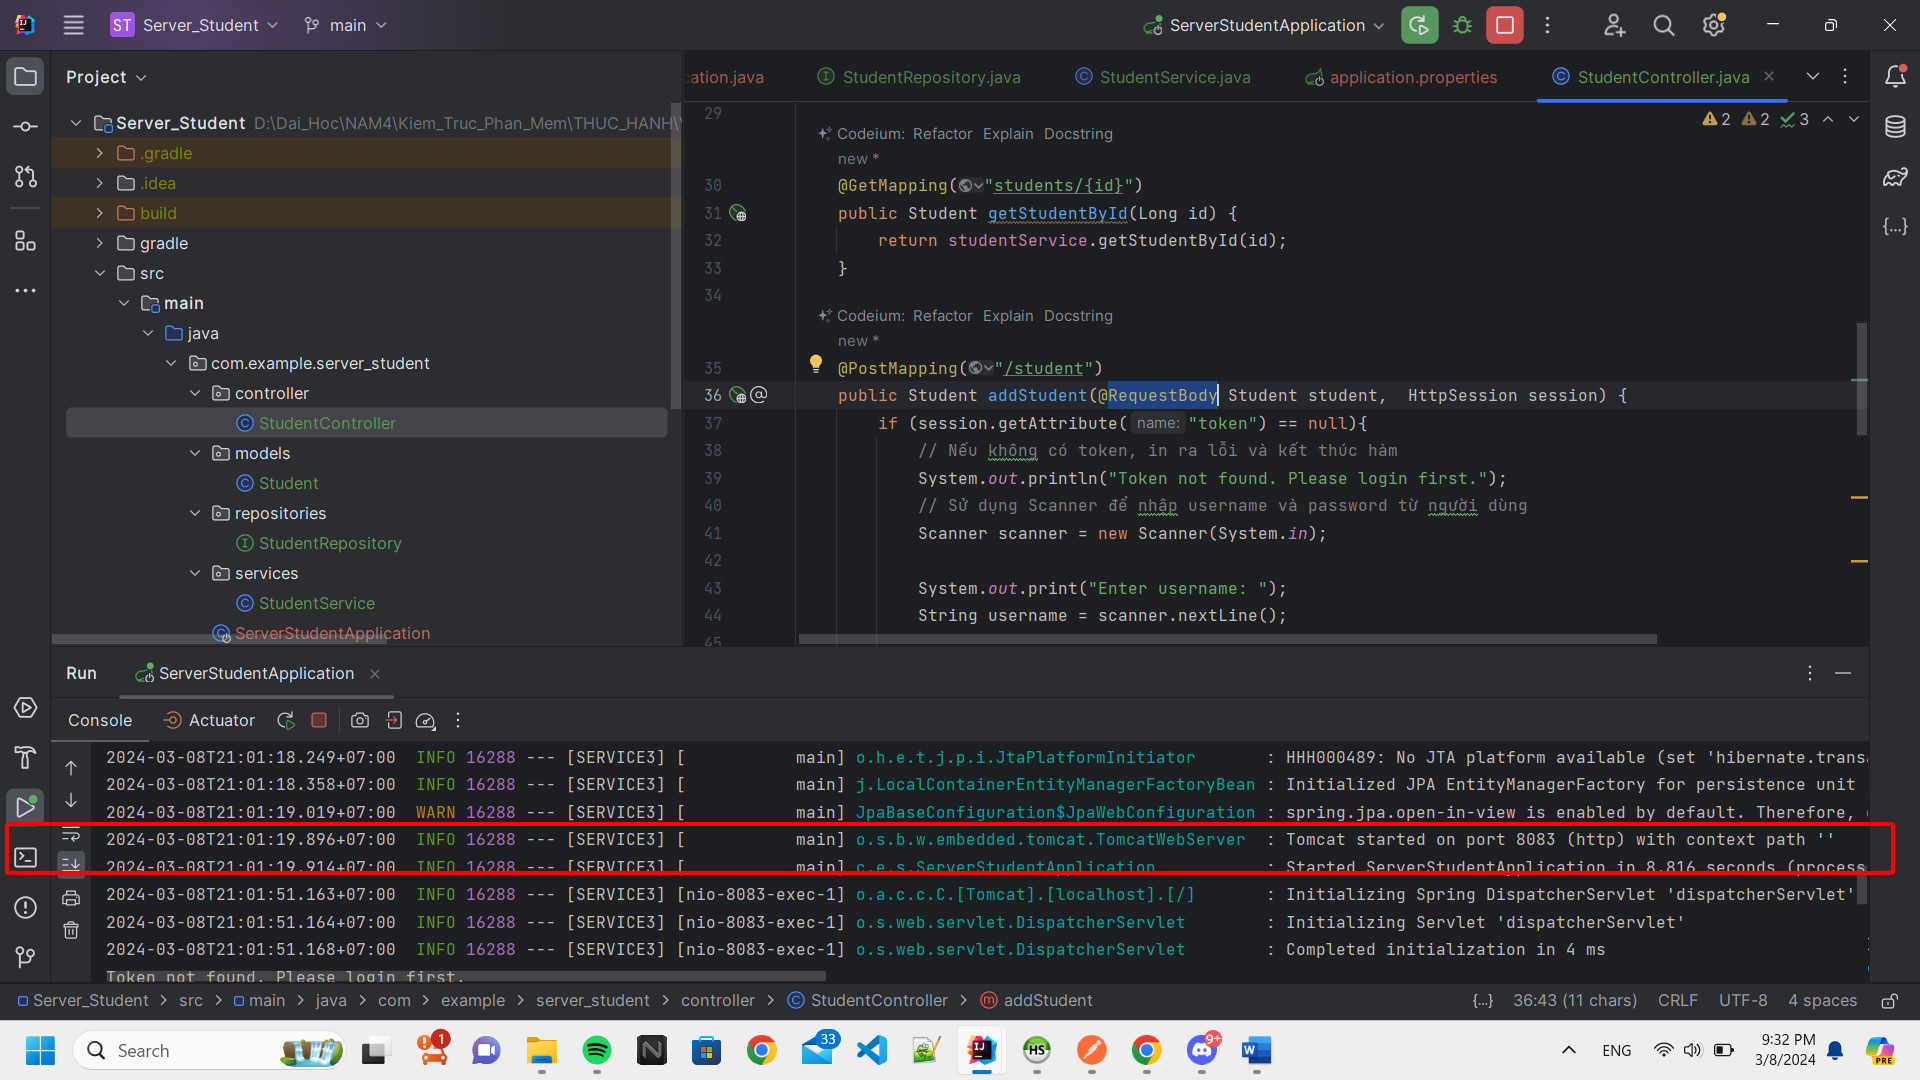 ST Server_Student main ServerStudentApplication
Project
ation.java StudentRepository.java StudentService.java application.properties StudentController.java
Server_Student D:\Dai_Hoc\NAM4\Kiem_Truc_Phan_Mem\THUC_HANH\
.gradle
.idea
build
gradle
src
main
java
com.example.server_student
controller
StudentController
models
Student
repositories
StudentRepository
services
StudentService
ServerStudentApplication
2 2 3
29
Codeium: Refactor Explain Docstring
new *
30 @GetMapping("students/{id}")
31 public Student getStudentById(Long id) {
32 return studentService.getStudentById(id);
33 }
34
Codeium: Refactor Explain Docstring
new *
35 @PostMapping("/student")
36 public Student addStudent(@RequestBody Student student, HttpSession session) {
37 if (session.getAttribute( name: "token") == null){
38 // Nếu không có token, in ra lỗi và kết thúc hàm
39 System.out.println("Token not found. Please login first.");
40 // Sử dụng Scanner để nhập username và password từ người dùng
41 Scanner scanner = new Scanner(System.in);
42
43 System.out.print("Enter username: ");
44 String username = scanner.nextLine();
45
Run ServerStudentApplication
Console Actuator
2024-03-08T21:01:18.249+07:00 INFO 16288 --- [SERVICE3] [ main] o.h.e.t.j.p.i.JtaPlatformInitiator : HHH000489: No JTA platform available (set 'hibernate.transa
2024-03-08T21:01:18.358+07:00 INFO 16288 --- [SERVICE3] [ main] j.LocalContainerEntityManagerFactoryBean : Initialized JPA EntityManagerFactory for persistence unit
2024-03-08T21:01:19.019+07:00 WARN 16288 --- [SERVICE3] [ main] JpaBaseConfiguration$JpaWebConfiguration : spring.jpa.open-in-view is enabled by default. Therefore,
2024-03-08T21:01:19.896+07:00 INFO 16288 --- [SERVICE3] [ main] o.s.b.w.embedded.tomcat.TomcatWebServer : Tomcat started on port 8083 (http) with context path ''
2024-03-08T21:01:19.914+07:00 INFO 16288 --- [SERVICE3] [ main] c.e.s.ServerStudentApplication : Started ServerStudentApplication in 8.816 seconds (process
2024-03-08T21:01:51.163+07:00 INFO 16288 --- [SERVICE3] [nio-8083-exec-1] o.a.c.c.C.[Tomcat].[localhost].[/] : Initializing Spring DispatcherServlet 'dispatcherServlet'
2024-03-08T21:01:51.164+07:00 INFO 16288 --- [SERVICE3] [nio-8083-exec-1] o.s.web.servlet.DispatcherServlet : Initializing Servlet 'dispatcherServlet'
2024-03-08T21:01:51.168+07:00 INFO 16288 --- [SERVICE3] [nio-8083-exec-1] o.s.web.servlet.DispatcherServlet : Completed initialization in 4 ms
Token not found. Please login first.
Server_Student > src > main > java > com > example > server_student > controller > StudentController > addStudent {...} 36:43 (11 chars) CRLF UTF-8 4 spaces
Search 1 33 HS 9+ ENG 9:32 PM
3/8/2024 PRE